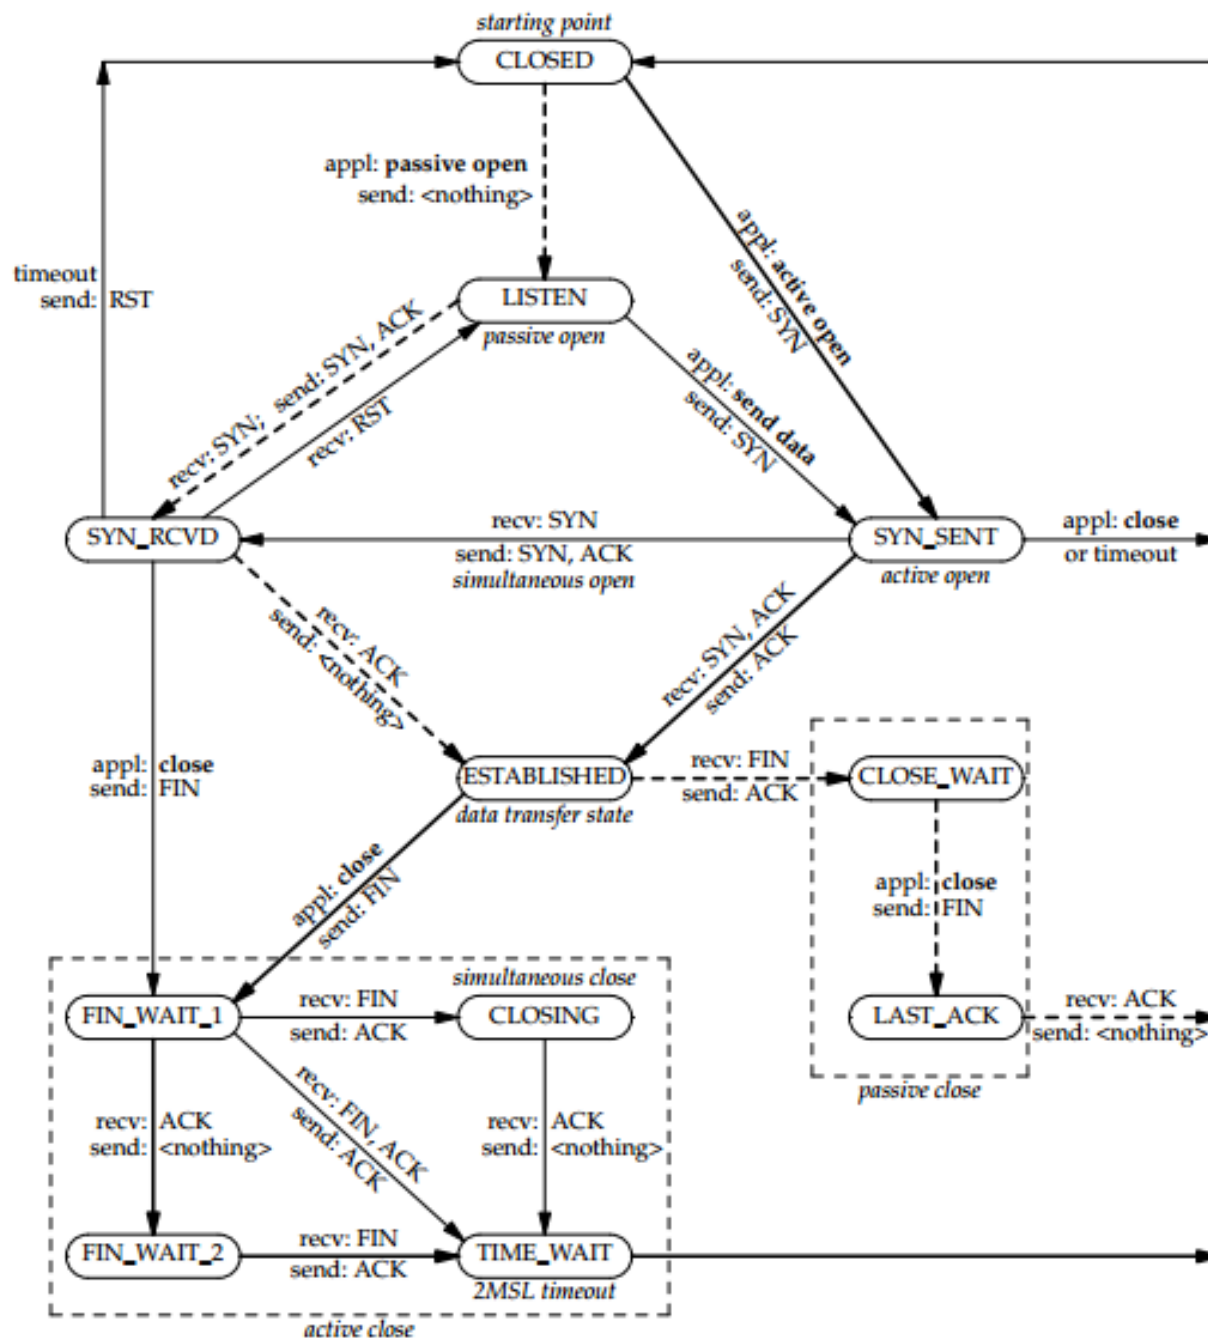 starting point
CLOSED
appl: passive open
send: <nothing>
appl: active open
send: SYN
timeout
send: RST
LISTEN
passive open
recv: SYN; send: SYN, ACK
recv: RST
appl: send data
send: SYN
SYN_RCVD
recv: SYN
send: SYN, ACK
simultaneous open
SYN_SENT
active open
appl: close
or timeout
recv: ACK
send: <nothing>
recv: SYN, ACK
send: ACK
appl: close
send: FIN
ESTABLISHED
data transfer state
recv: FIN
send: ACK
CLOSE_WAIT
appl: close
send: FIN
appl: close
send: FIN
simultaneous close
FIN_WAIT_1
recv: FIN
send: ACK
CLOSING
LAST_ACK
recv: ACK
send: <nothing>
passive close
recv: ACK
send: <nothing>
recv: FIN, ACK
send: ACK
recv: ACK
send: <nothing>
FIN_WAIT_2
recv: FIN
send: ACK
TIME_WAIT
2MSL timeout
active close